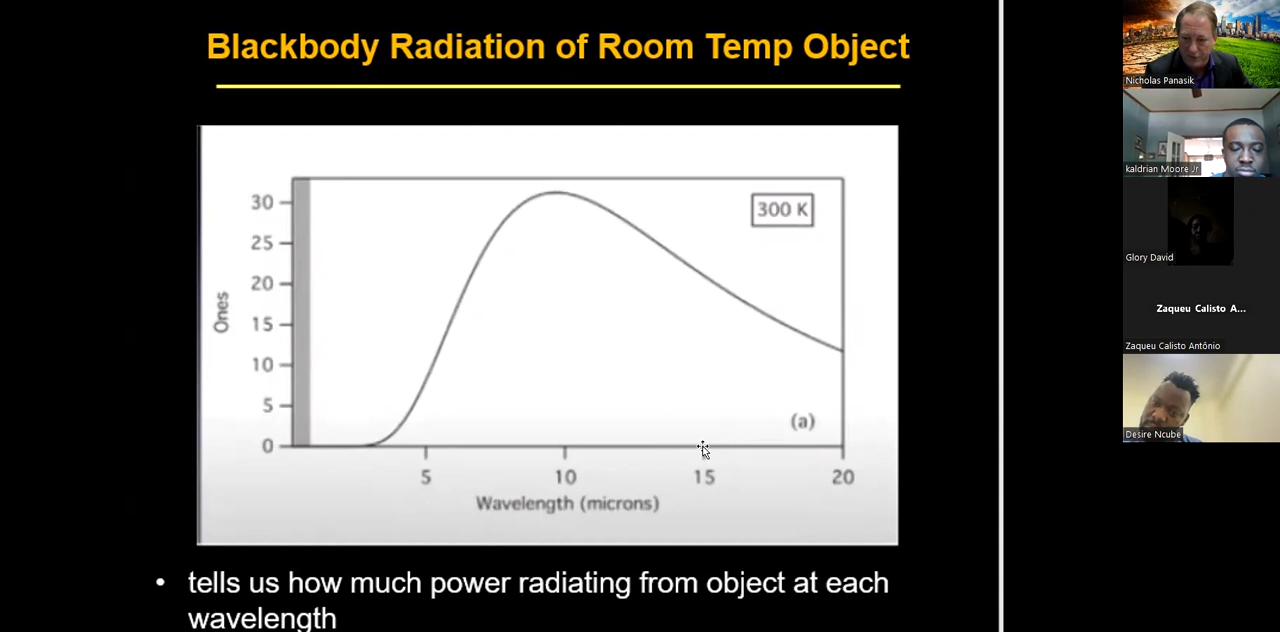 Blackbody Radiation of Room Temp Object
300 K
30
25
20
15
10
5
0
Ones
(a)
5 10 15 20
Wavelength (microns)
• tells us how much power radiating from object at each
wavelength
Nicholas Panasik
kaldrian Moore Jr
Glory David
Zaqueu Calisto A...
Zaqueu Calisto Antônio
Desire Ncube